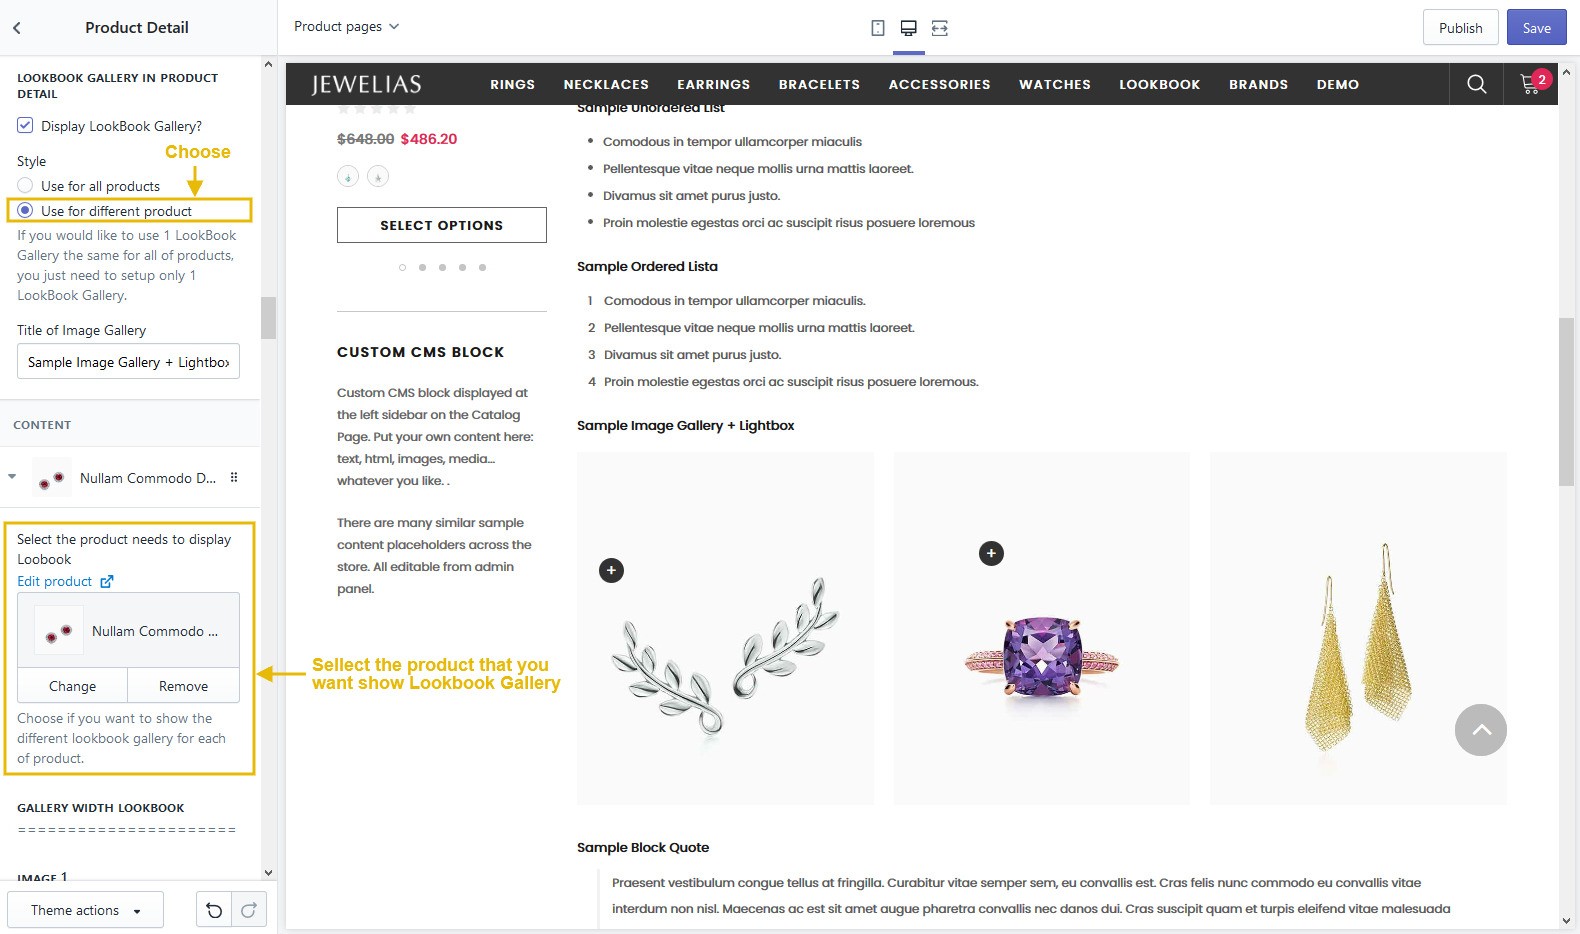 Product Detail
Product pages
Publish
Save
LOOKBOOK GALLERY IN PRODUCT
DETAIL
Display LookBook Gallery?
Choose
Style
Use for all products
Use for different product
If you would like to use 1 LookBook
Gallery the same for all of products,
you just need to setup only 1
LookBook Gallery.
Title of Image Gallery
Sample Image Gallery + Lightbox
CONTENT
Nullam Commodo D...
Select the product needs to display
Loobook
Edit product
Nullam Commodo ...
Change
Remove
Choose if you want to show the
different lookbook gallery for each
of product.
Sellect the product that you
want show Lookbook Gallery
GALLERY WIDTH LOOKBOOK
======================
IMAGE 1
Theme actions
JEWELIAS
RINGS
NECKLACES
EARRINGS
BRACELETS
ACCESSORIES
WATCHES
LOOKBOOK
BRANDS
DEMO
2
$648.00 $486.20
SELECT OPTIONS
CUSTOM CMS BLOCK
Custom CMS block displayed at
the left sidebar on the Catalog
Page. Put your own content here:
text, html, images, media...
whatever you like. .
There are many similar sample
content placeholders across the
store. All editable from admin
panel.
Sample Unordered List
• Comodous in tempor ullamcorper miaculis
• Pellentesque vitae neque mollis urna mattis laoreet.
• Divamus sit amet purus justo.
• Proin molestie egestas orci ac suscipit risus posuere loremous
Sample Ordered Lista
1 Comodous in tempor ullamcorper miaculis.
2 Pellentesque vitae neque mollis urna mattis laoreet.
3 Divamus sit amet purus justo.
4 Proin molestie egestas orci ac suscipit risus posuere loremous.
Sample Image Gallery + Lightbox
Sample Block Quote
Praesent vestibulum congue tellus at fringilla. Curabitur vitae semper sem, eu convallis est. Cras felis nunc commodo eu convallis vitae
interdum non nisl. Maecenas ac est sit amet augue pharetra convallis nec danos dui. Cras suscipit quam et turpis eleifend vitae malesuada